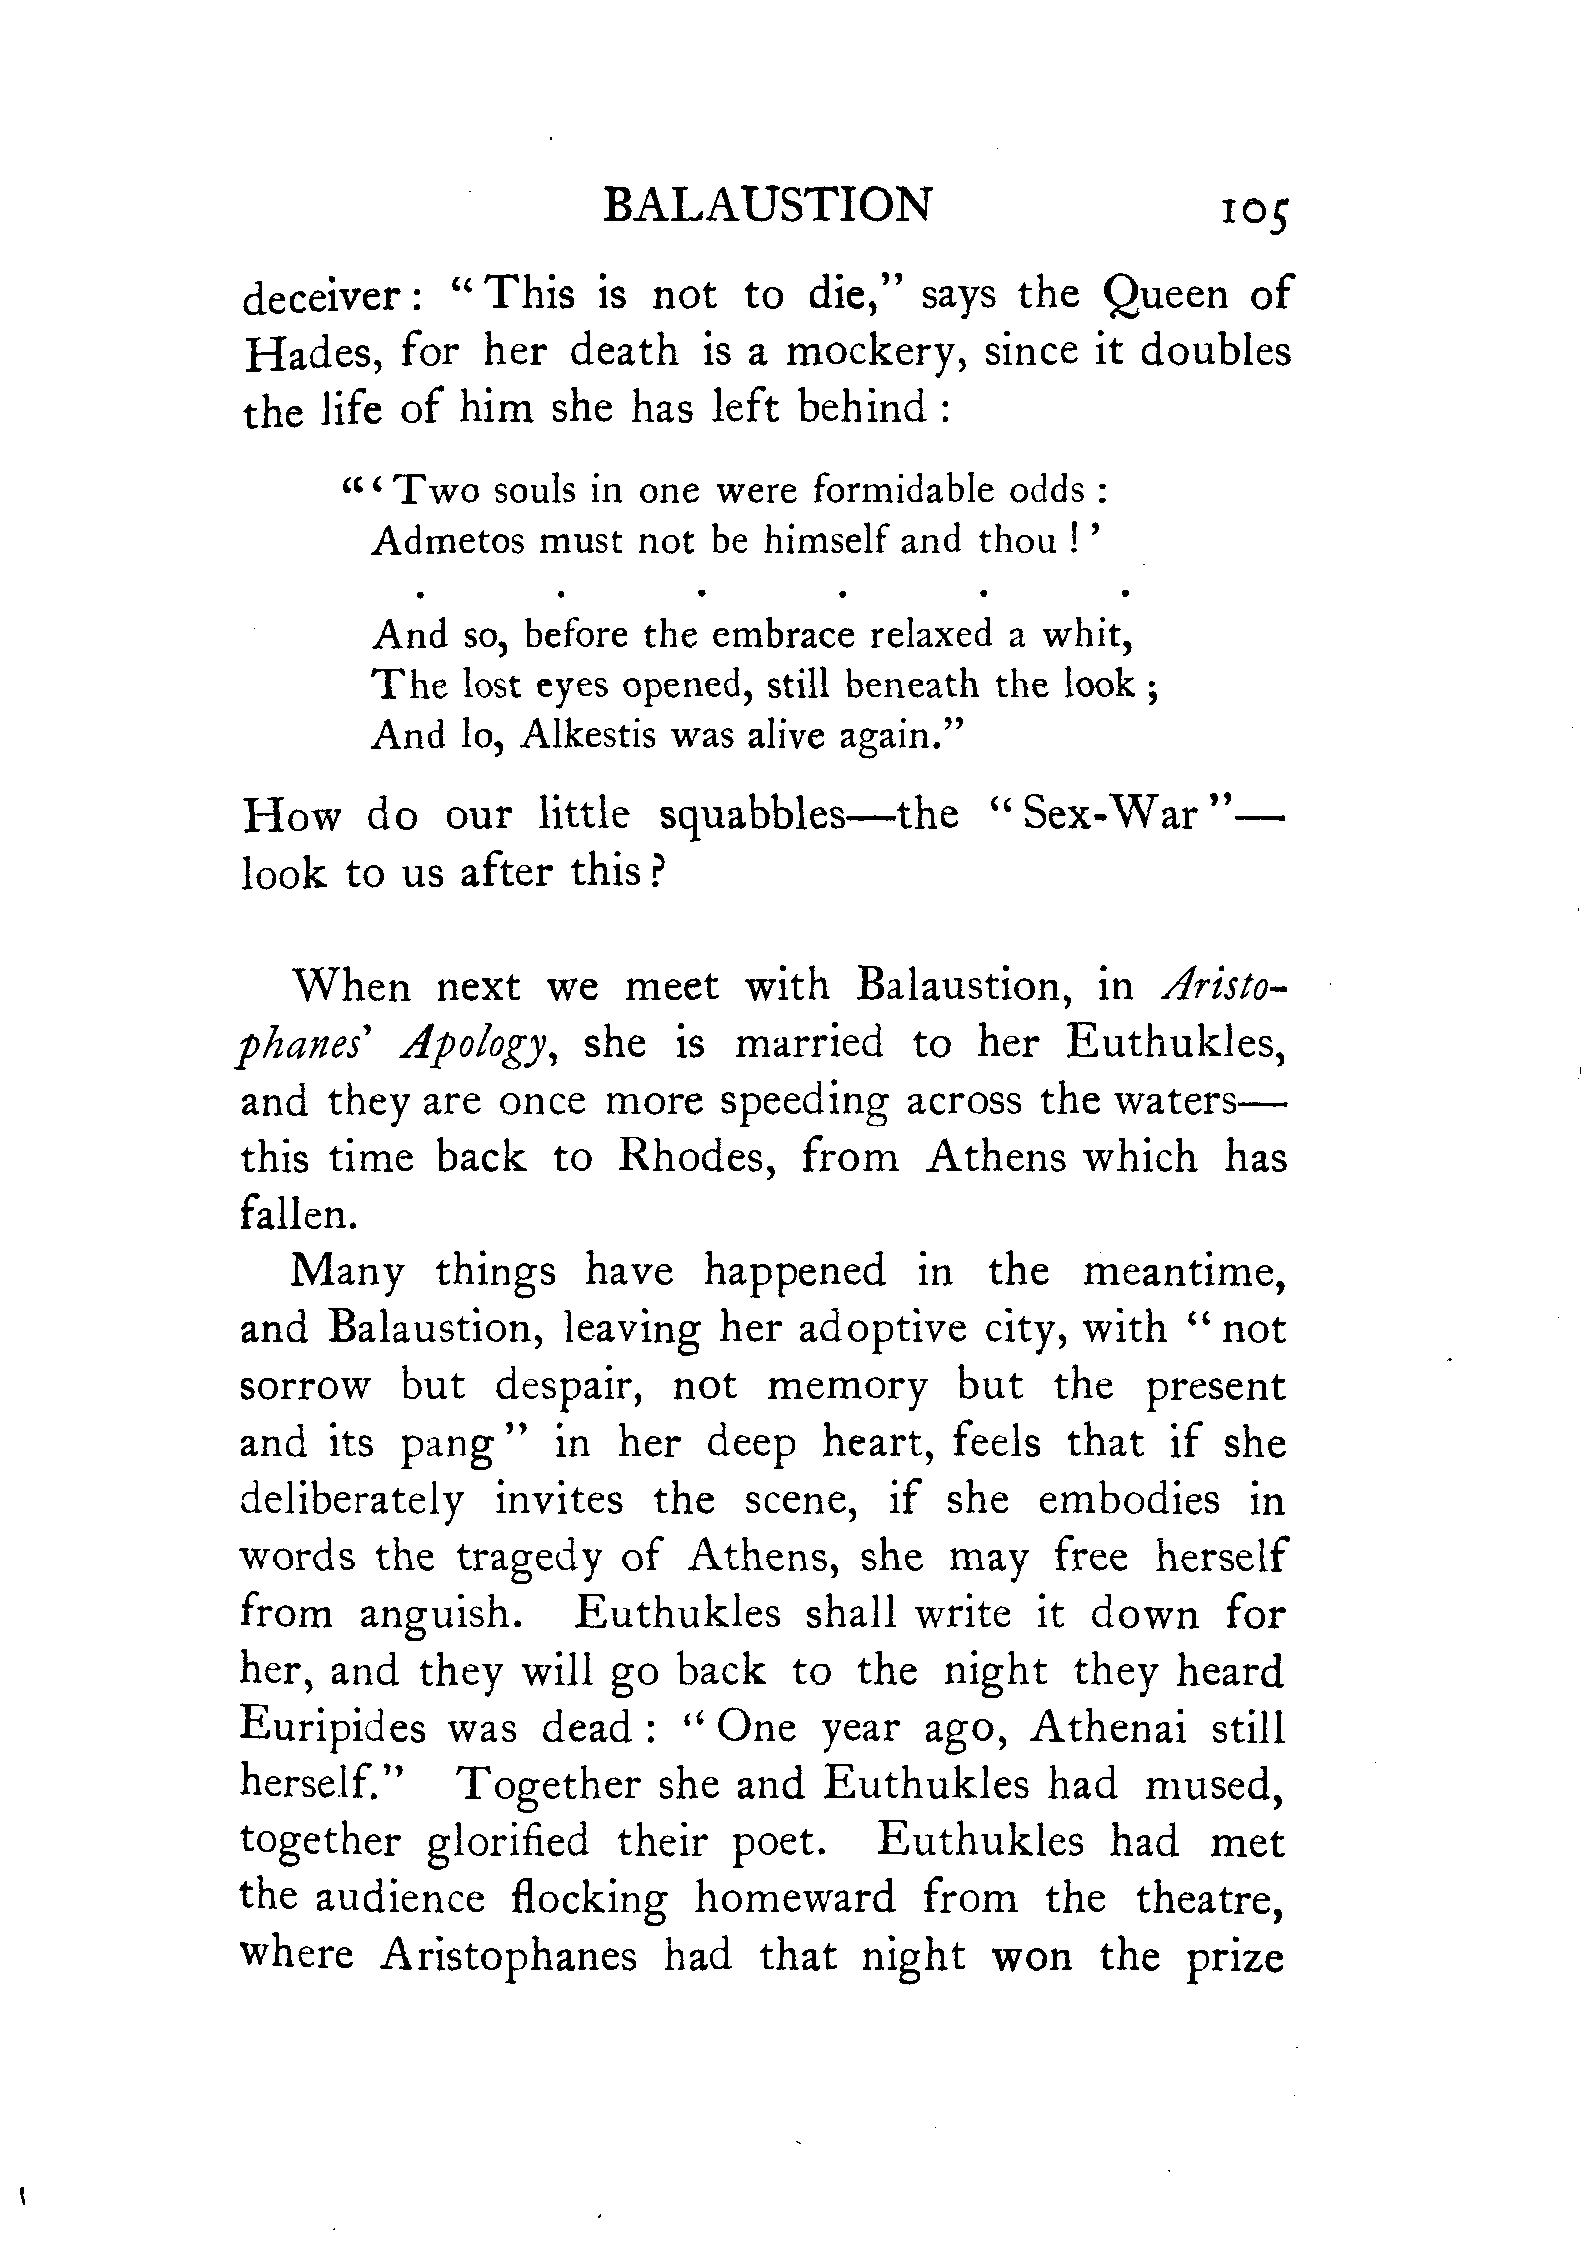 BALAUSTION 105
deceiver : “ This is not to die,” says the Queen of
Hades, for her death is a mockery, since it doubles
the life of him she has left behind :
“ ‘ Two souls in one were formidable odds :
Admetos must not be himself and thou ! ’
. . . . . .
And so, before the embrace relaxed a whit,
The lost eyes opened, still beneath the look ;
And lo, Alkestis was alive again.”
How do our little squabbles—the “ Sex-War ”—
look to us after this ?
When next we meet with Balaustion, in Aristo-
phanes’ Apology, she is married to her Euthukles,
and they are once more speeding across the waters—
this time back to Rhodes, from Athens which has
fallen.
Many things have happened in the meantime,
and Balaustion, leaving her adoptive city, with “ not
sorrow but despair, not memory but the present
and its pang ” in her deep heart, feels that if she
deliberately invites the scene, if she embodies in
words the tragedy of Athens, she may free herself
from anguish. Euthukles shall write it down for
her, and they will go back to the night they heard
Euripides was dead : “ One year ago, Athenai still
herself.” Together she and Euthukles had mused,
together glorified their poet. Euthukles had met
the audience flocking homeward from the theatre,
where Aristophanes had that night won the prize